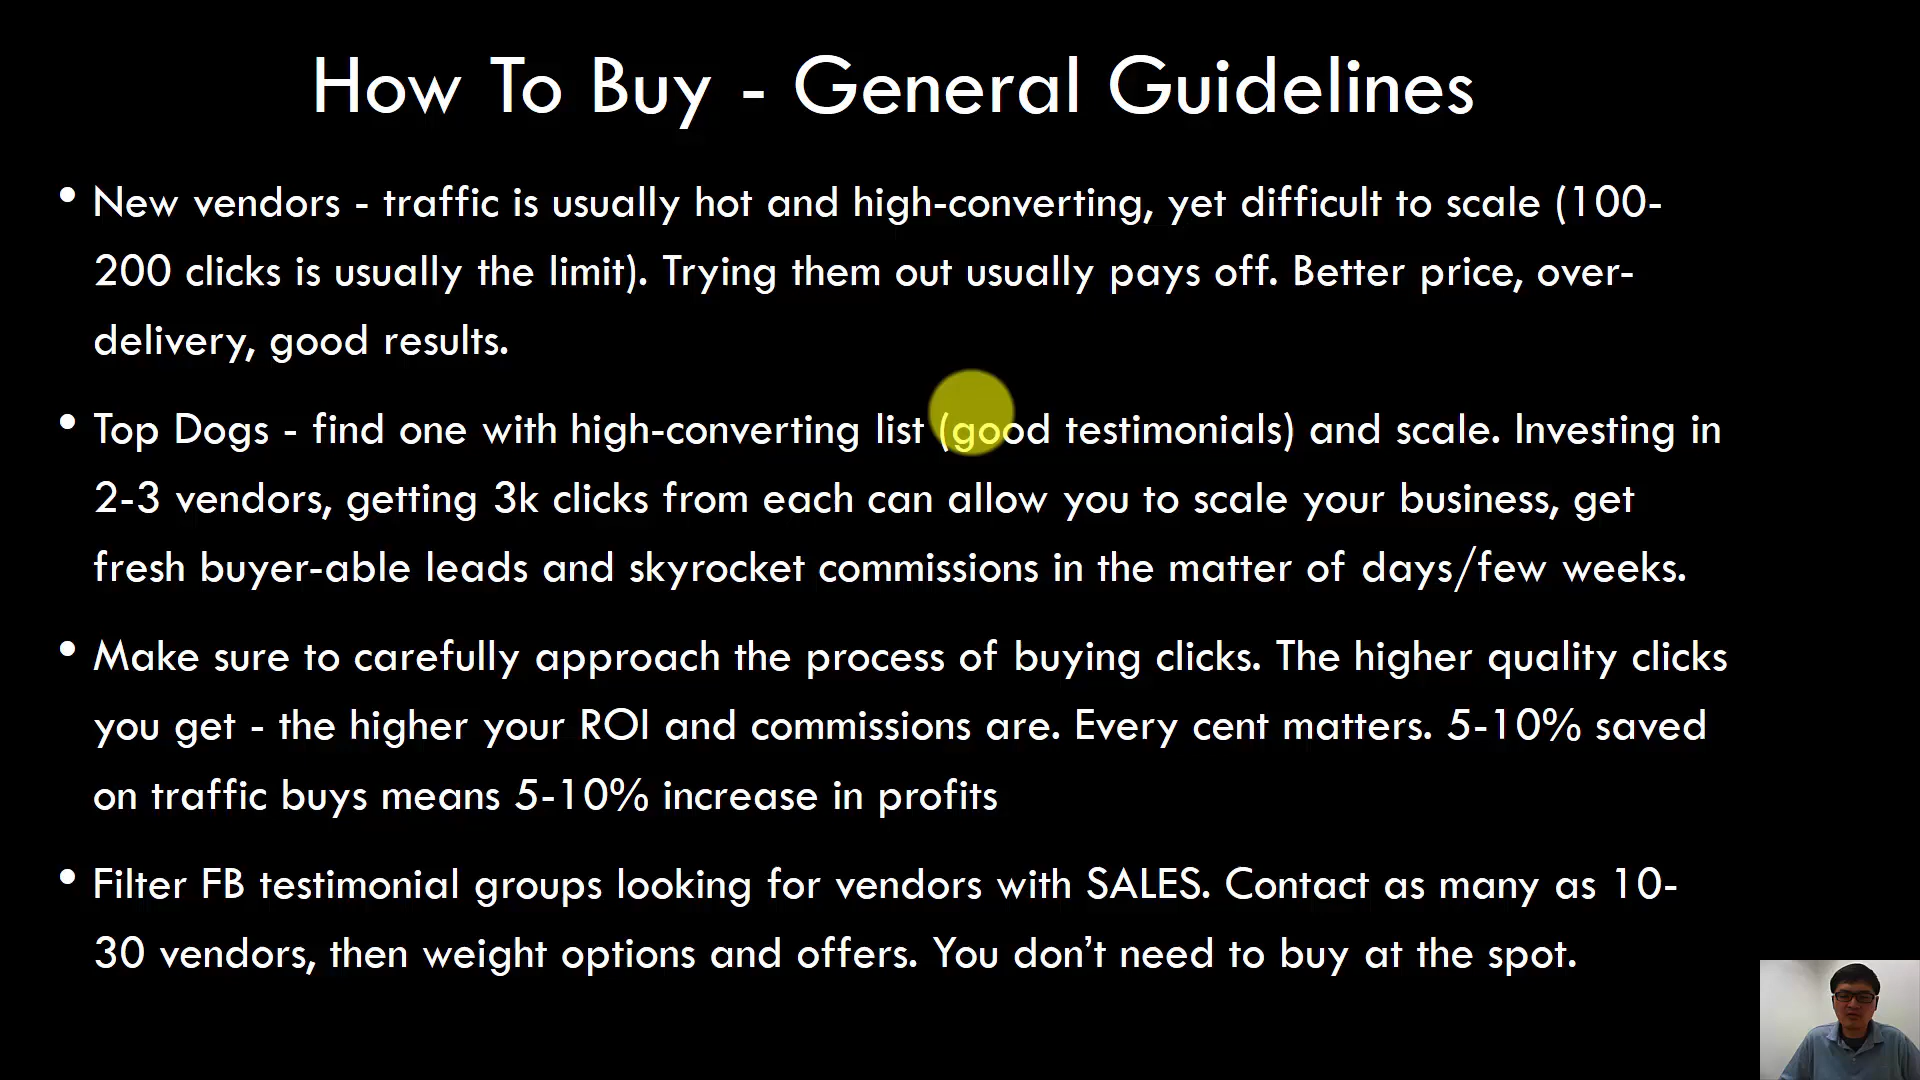 How To Buy - General Guidelines
• New vendors - traffic is usually hot and high-converting, yet difficult to scale (100-
200 clicks is usually the limit). Trying them out usually pays off. Better price, over-
delivery, good results.
• Top Dogs - find one with high-converting list (good testimonials) and scale. Investing in
2-3 vendors, getting 3k clicks from each can allow you to scale your business, get
fresh buyer-able leads and skyrocket commissions in the matter of days/few weeks.
• Make sure to carefully approach the process of buying clicks. The higher quality clicks
you get - the higher your ROI and commissions are. Every cent matters. 5-10% saved
on traffic buys means 5-10% increase in profits
• Filter FB testimonial groups looking for vendors with SALES. Contact as many as 10-
30 vendors, then weight options and offers. You don’t need to buy at the spot.